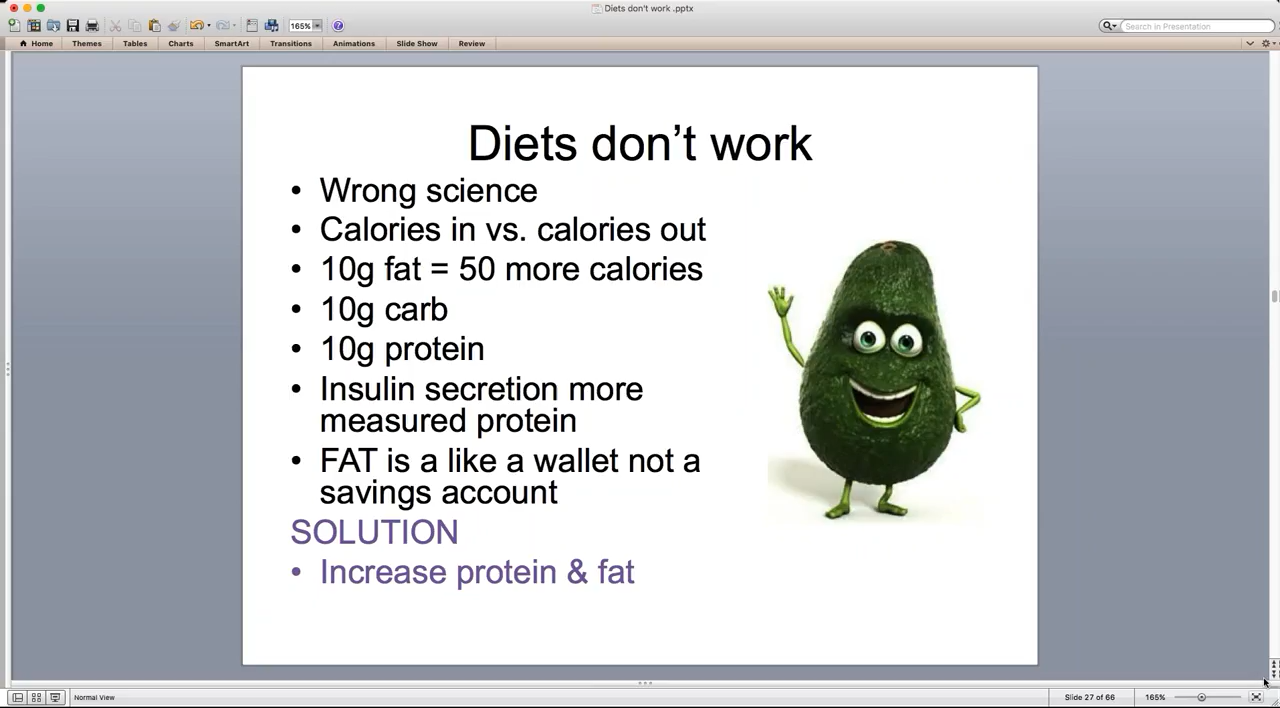 Diets don't work .pptx
165%
Search in Presentation
Home Themes Tables Charts SmartArt Transitions Animations Slide Show Review
Diets don’t work
• Wrong science
• Calories in vs. calories out
• 10g fat = 50 more calories
• 10g carb
• 10g protein
• Insulin secretion more
measured protein
• FAT is a like a wallet not a
savings account
SOLUTION
• Increase protein & fat
Normal View Slide 27 of 66 165%